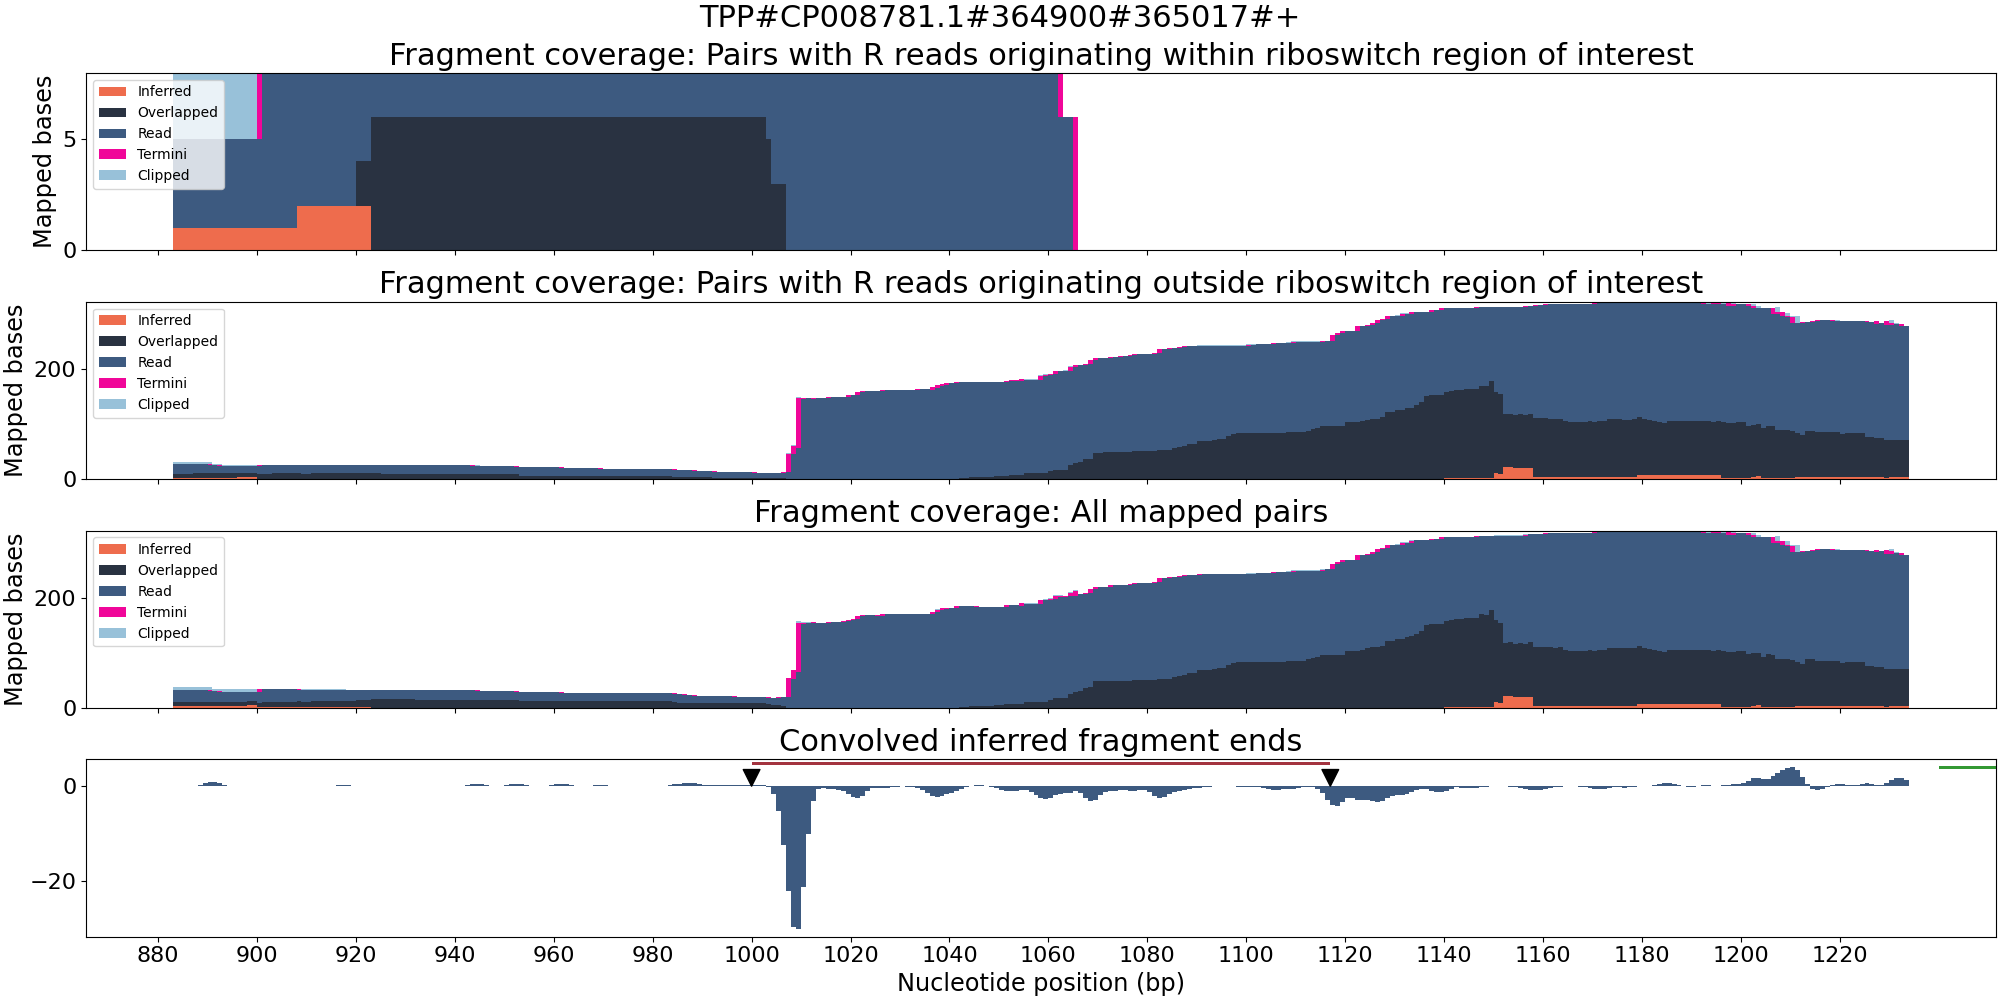 TPP#CP008781.1#364900#365017#+
Fragment coverage: Pairs with R reads originating within riboswitch region of interest
Mapped bases
5
0
Inferred
Overlapped
Read
Termini
Clipped
Fragment coverage: Pairs with R reads originating outside riboswitch region of interest
Mapped bases
200
0
Inferred
Overlapped
Read
Termini
Clipped
Fragment coverage: All mapped pairs
Mapped bases
200
0
Inferred
Overlapped
Read
Termini
Clipped
Convolved inferred fragment ends
0
−20
880 900 920 940 960 980 1000 1020 1040 1060 1080 1100 1120 1140 1160 1180 1200 1220
Nucleotide position (bp)